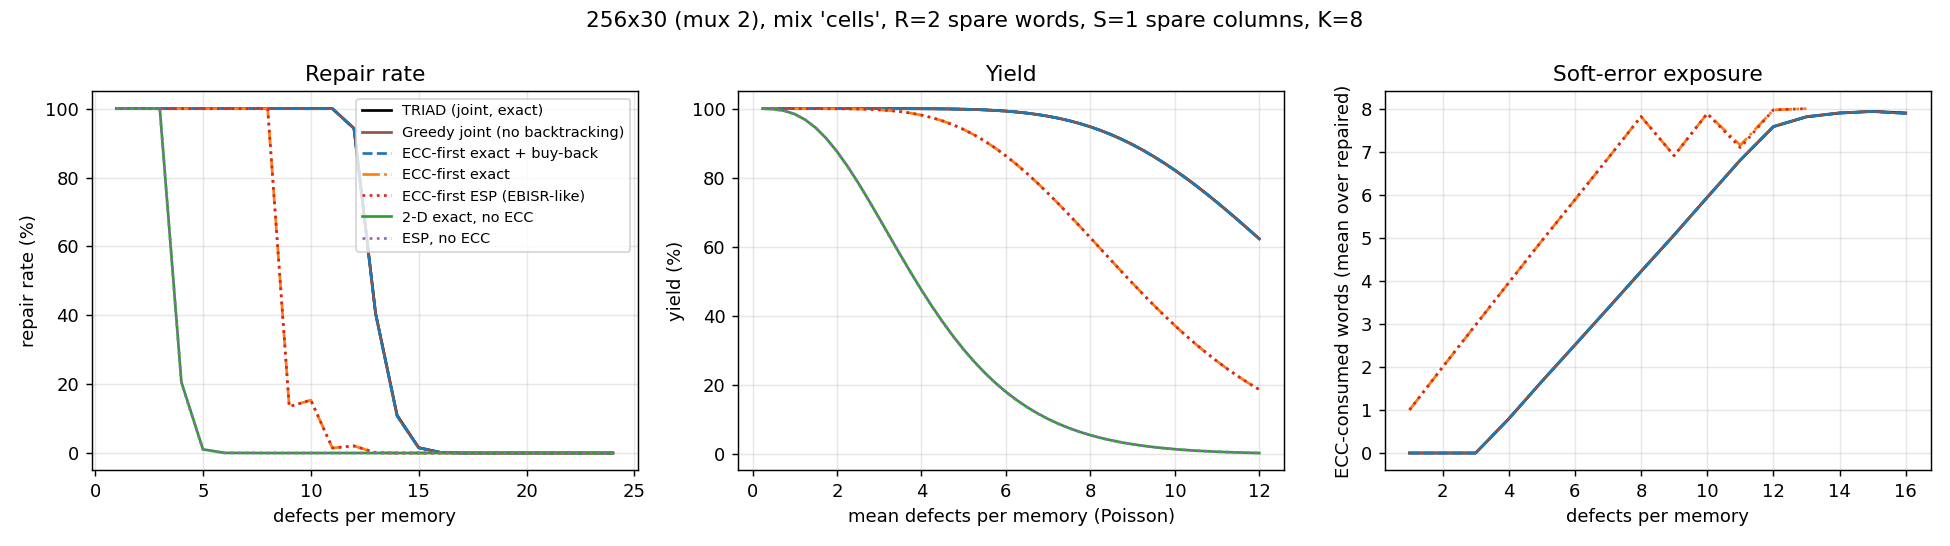 256x30 (mux 2), mix 'cells', R=2 spare words, S=1 spare columns, K=8
Repair rate
repair rate (%)
100
80
60
40
20
0
0 5 10 15 20 25
defects per memory
TRIAD (joint, exact)
Greedy joint (no backtracking)
ECC-first exact + buy-back
ECC-first exact
ECC-first ESP (EBISR-like)
2-D exact, no ECC
ESP, no ECC
Yield
yield (%)
100
80
60
40
20
0
0 2 4 6 8 10 12
mean defects per memory (Poisson)
Soft-error exposure
ECC-consumed words (mean over repaired)
8
7
6
5
4
3
2
1
0
2 4 6 8 10 12 14 16
defects per memory